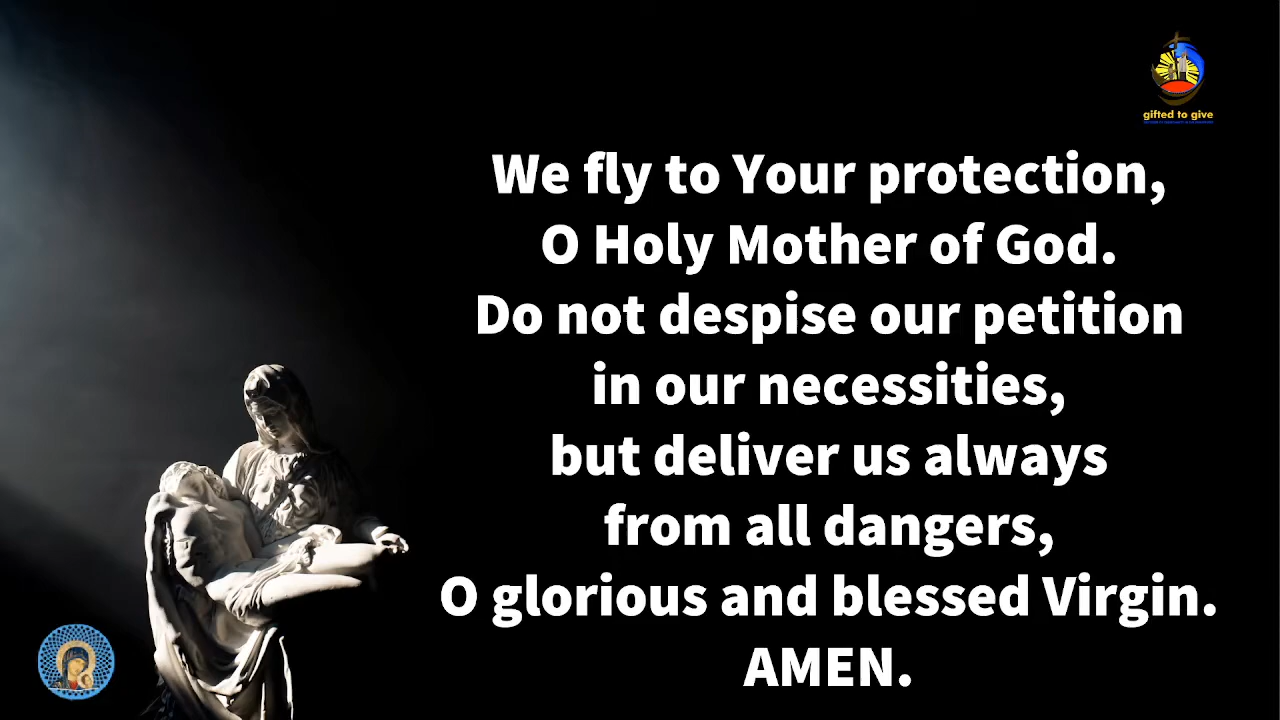 gifted to give
We fly to Your protection,
O Holy Mother of God.
Do not despise our petition
in our necessities,
but deliver us always
from all dangers,
O glorious and blessed Virgin.
AMEN.